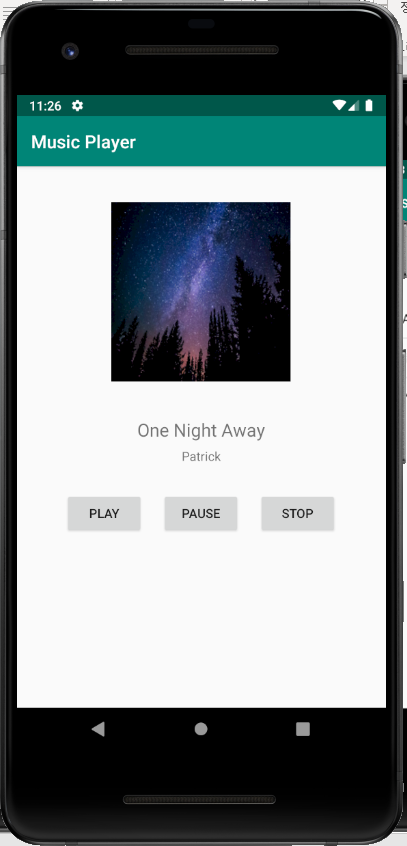 11:26
Music Player
One Night Away
Patrick
PLAY PAUSE STOP